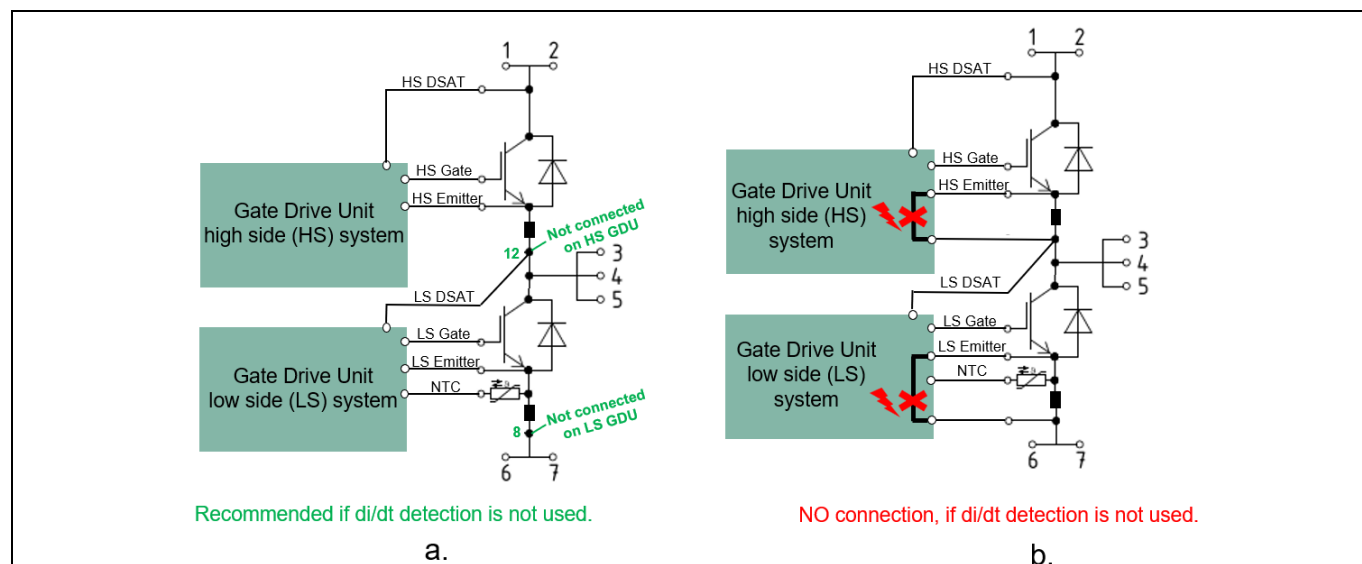 1 2
HS DSAT
HS Gate
HS Emitter
Gate Drive Unit
high side (HS) system
Not connected
on HS GDU
12
3
4
5
LS DSAT
LS Gate
LS Emitter
NTC
Gate Drive Unit
low side (LS) system
Not connected
on LS GDU
8
6 7
Recommended if di/dt detection is not used.
a.
1 2
HS DSAT
HS Gate
HS Emitter
Gate Drive Unit
high side (HS)
system
3
4
5
LS DSAT
LS Gate
LS Emitter
NTC
Gate Drive Unit
low side (LS)
system
6 7
NO connection, if di/dt detection is not used.
b.